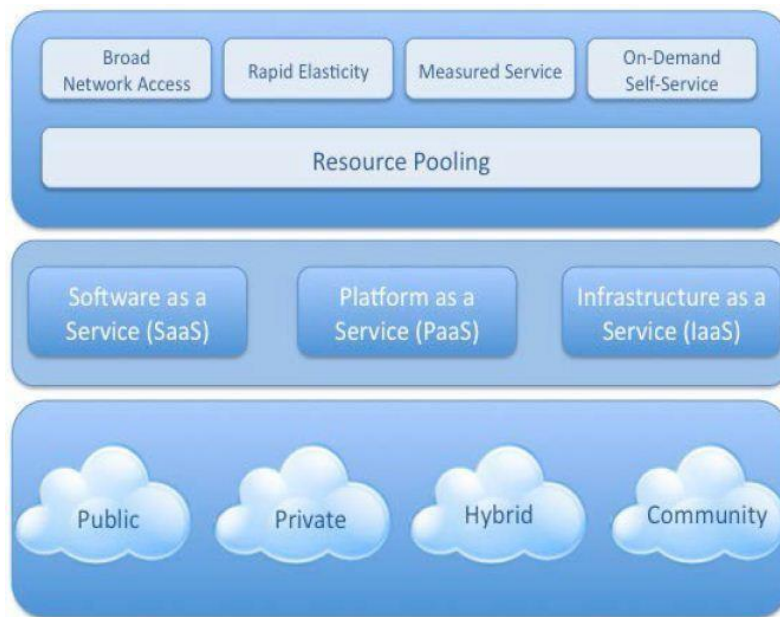 Broad
Network Access
Rapid Elasticity
Measured Service
On-Demand
Self-Service
Resource Pooling
Software as a
Service (SaaS)
Platform as a
Service (PaaS)
Infrastructure as a
Service (IaaS)
Public
Private
Hybrid
Community